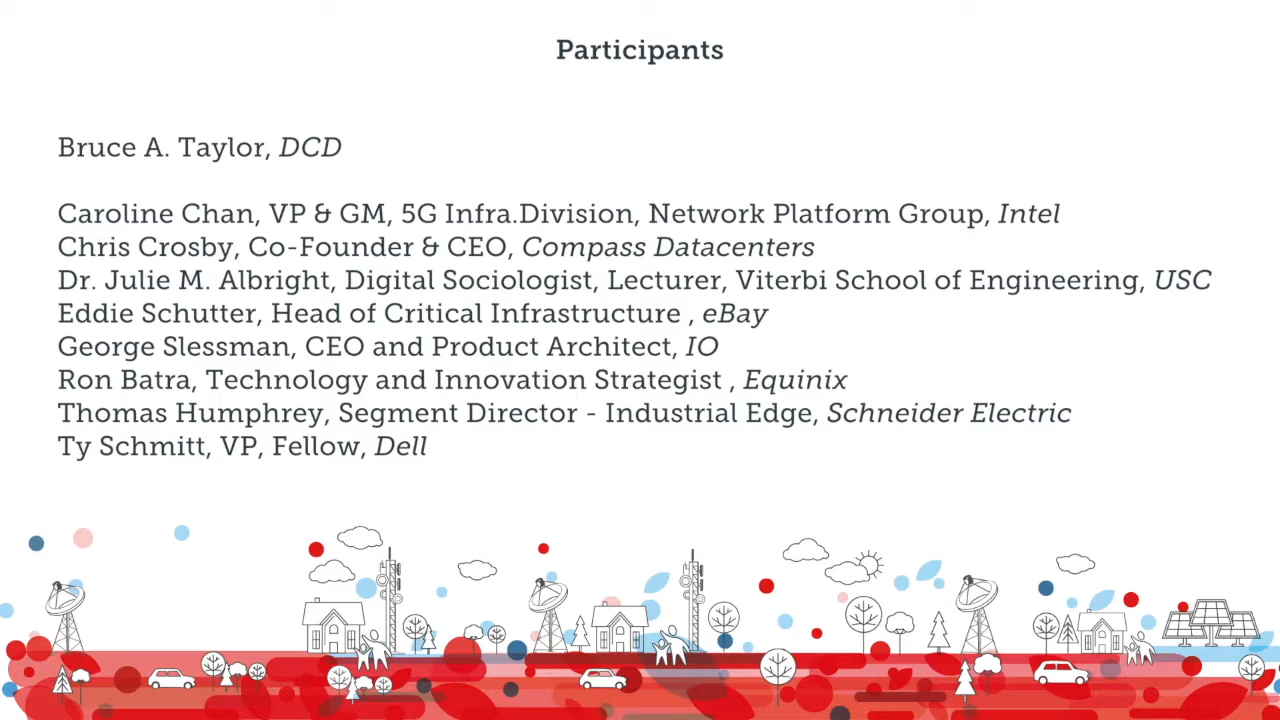 Participants
Bruce A. Taylor, DCD
Caroline Chan, VP & GM, 5G Infra.Division, Network Platform Group, Intel
Chris Crosby, Co-Founder & CEO, Compass Datacenters
Dr. Julie M. Albright, Digital Sociologist, Lecturer, Viterbi School of Engineering, USC
Eddie Schutter, Head of Critical Infrastructure , eBay
George Slessman, CEO and Product Architect, IO
Ron Batra, Technology and Innovation Strategist , Equinix
Thomas Humphrey, Segment Director - Industrial Edge, Schneider Electric
Ty Schmitt, VP, Fellow, Dell